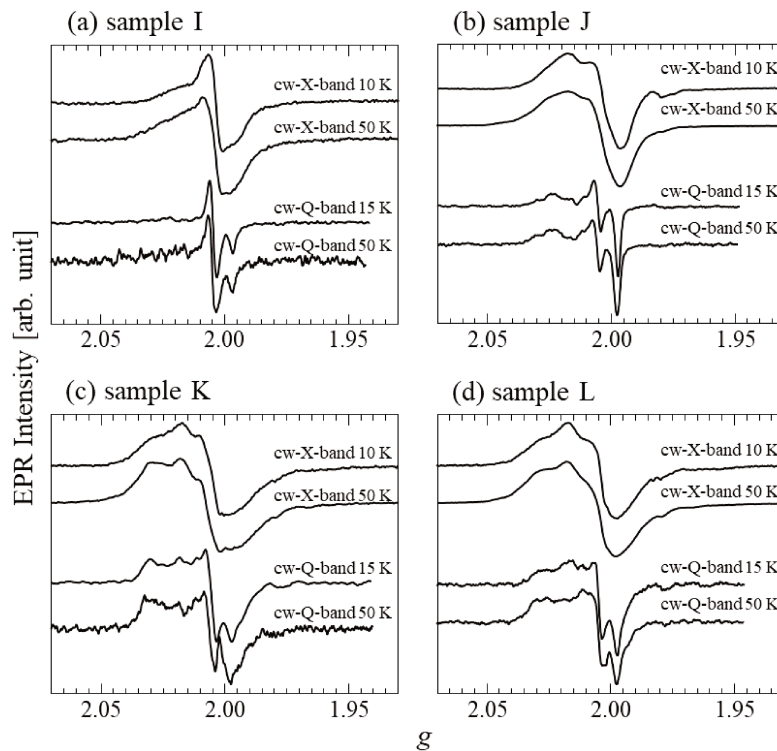 (a) sample I
(b) sample J
cw-X-band 10 K
cw-X-band 50 K
cw-Q-band 15 K
cw-Q-band 50 K
cw-X-band 10 K
cw-X-band 50 K
cw-Q-band 15 K
cw-Q-band 50 K
2.05 2.00 1.95
2.05 2.00 1.95
EPR Intensity [arb. unit]
(c) sample K
(d) sample L
cw-X-band 10 K
cw-X-band 50 K
cw-Q-band 15 K
cw-Q-band 50 K
cw-X-band 10 K
cw-X-band 50 K
cw-Q-band 15 K
cw-Q-band 50 K
2.05 2.00 1.95
2.05 2.00 1.95
g